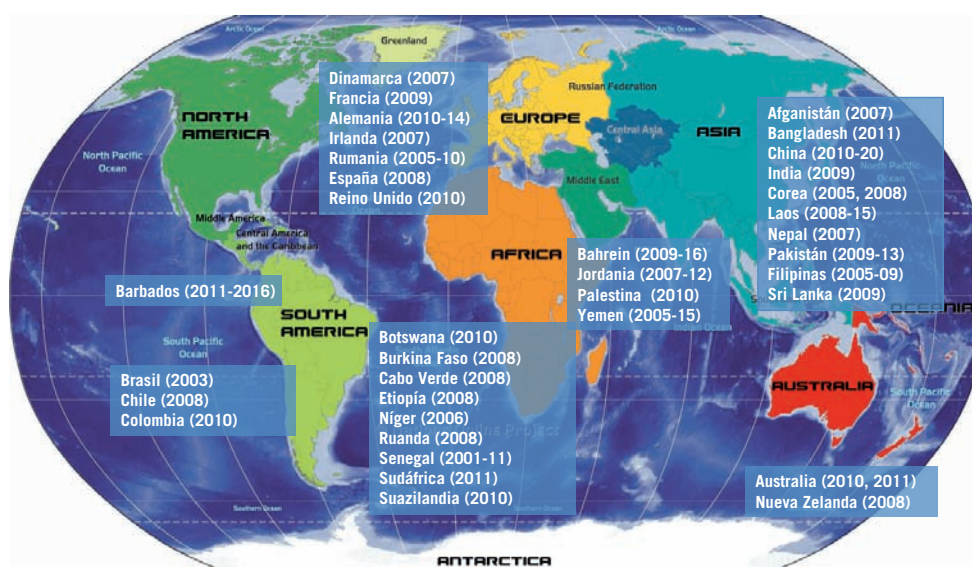 Arctic Ocean
Arctic Ocean
Greenland
Dinamarca (2007)
Francia (2009)
Alemania (2010-14)
Irlanda (2007)
Rumania (2005-10)
España (2008)
Reino Unido (2010)
Russian Federation
NORTH
AMERICA
EUROPE
Central Asia
ASIA
Afganistán (2007)
Bangladesh (2011)
China (2010-20)
India (2009)
Corea (2005, 2008)
Laos (2008-15)
Nepal (2007)
Pakistán (2009-13)
Filipinas (2005-09)
Sri Lanka (2009)
North Pacific
Ocean
North Pacific
Ocean
Middle East
Middle America
Central America
and the Caribbean
Ocean
AFRICA
Bahrein (2009-16)
Jordania (2007-12)
Palestina (2010)
Yemen (2005-15)
Indian Ocean
OCEANIA
Barbados (2011-2016)
SOUTH
AMERICA
South Pacific
Ocean
Botswana (2010)
Burkina Faso (2008)
Cabo Verde (2008)
Etiopía (2008)
Níger (2006)
Ruanda (2008)
Senegal (2001-11)
Sudáfrica (2011)
Suazilandia (2010)
Project
Brasil (2003)
Chile (2008)
Colombia (2010)
AUSTRALIA
South Pacific
Ocean
Australia (2010, 2011)
Nueva Zelanda (2008)
Southern Ocean
Southern Ocean
ANTARCTICA